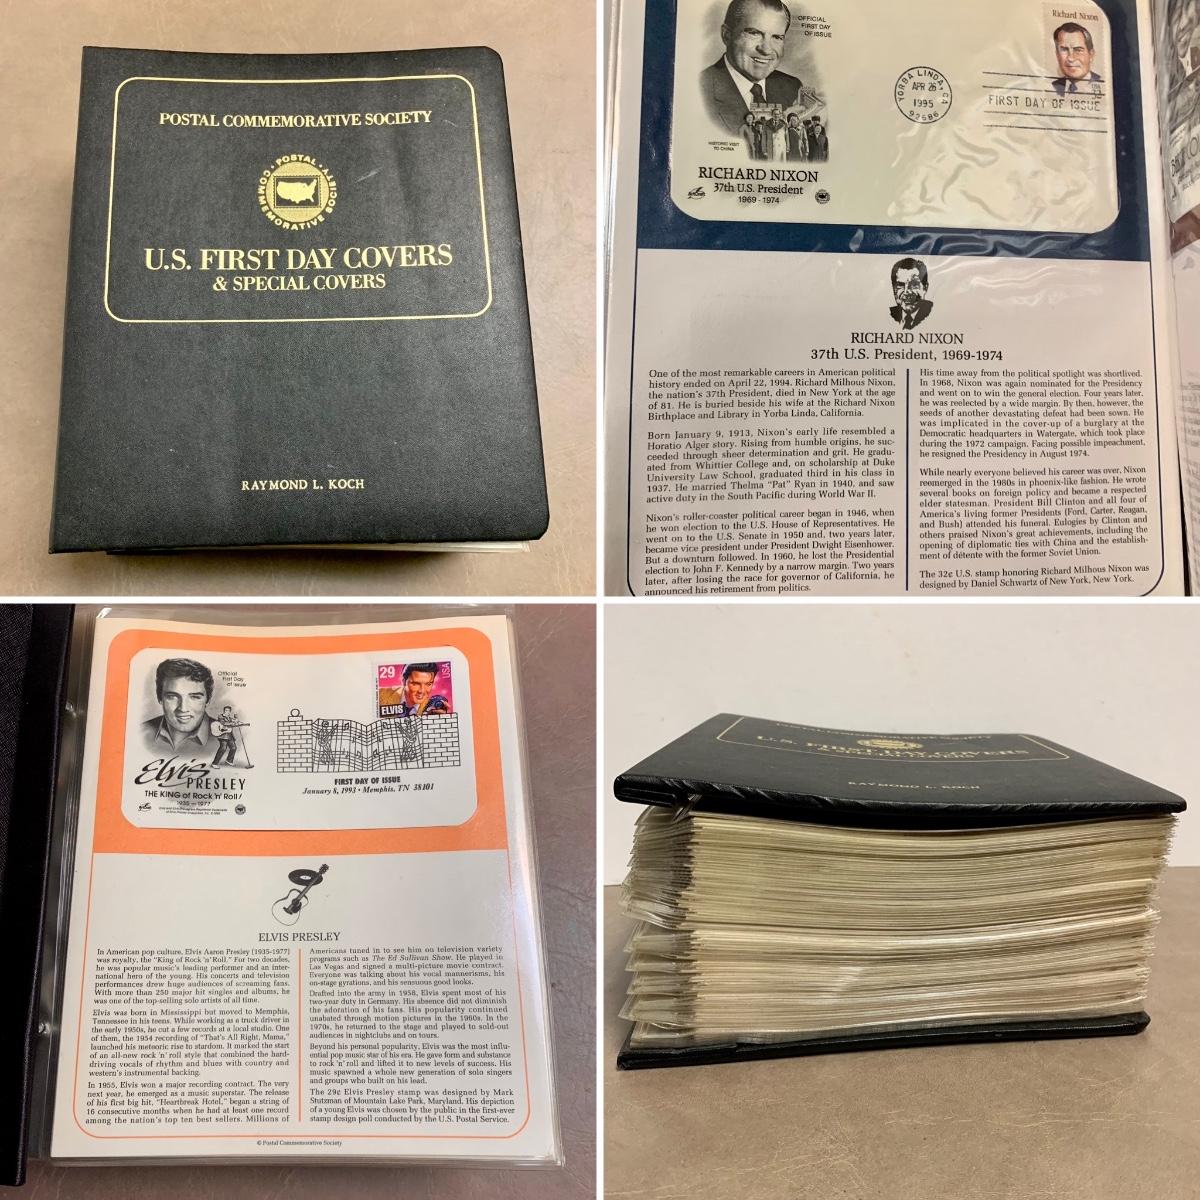 POSTAL COMMEMORATIVE SOCIETY
POSTAL
COMMEMORATIVE SOCIETY
U.S. FIRST DAY COVERS
& SPECIAL COVERS
RAYMOND L. KOCH
OFFICIAL
FIRST DAY
OF ISSUE
HISTORIC VISIT
TO CHINA
RICHARD NIXON
37th U.S. President
1969 - 1974
YORBA LINDA, CA
APR 26
1995
92686
Richard Nixon
FIRST DAY OF ISSUE
RICHARD NIXON
37th U.S. President, 1969-1974
One of the most remarkable careers in American political
history ended on April 22, 1994. Richard Milhous Nixon,
the nation's 37th President, died in New York at the age
of 81. He is buried beside his wife at the Richard Nixon
Birthplace and Library in Yorba Linda, California.
Born January 9, 1913, Nixon's early life resembled a
Horatio Alger story. Rising from humble origins, he suc-
ceeded through sheer determination and grit. He gradu-
ated from Whittier College and, on scholarship at Duke
University Law School, graduated third in his class in
1937. He married Thelma "Pat" Ryan in 1940, and saw
active duty in the South Pacific during World War II.
Nixon's roller-coaster political career began in 1946, when
he won election to the U.S. House of Representatives. He
went on to the U.S. Senate in 1950 and, two years later,
became vice president under President Dwight Eisenhower.
But a downturn followed. In 1960, he lost the Presidential
election to John F. Kennedy by a narrow margin. Two years
later, after losing the race for governor of California, he
announced his retirement from politics.
His time away from the political spotlight was shortlived.
In 1968, Nixon was again nominated for the Presidency
and went on to win the general election. Four years later,
he was reelected by a wide margin. By then, however, the
seeds of another devastating defeat had been sown. He
was implicated in the cover-up of a burglary at the
Democratic headquarters in Watergate, which took place
during the 1972 campaign. Facing possible impeachment,
he resigned the Presidency in August 1974.
While nearly everyone believed his career was over, Nixon
reemerged in the 1980s in phoenix-like fashion. He wrote
several books on foreign policy and became a respected
elder statesman. President Bill Clinton and all four of
America's living former Presidents (Ford, Carter, Reagan,
and Bush) attended his funeral. Eulogies by Clinton and
others praised Nixon's great achievements, including the
opening of diplomatic ties with China and the establish-
ment of détente with the former Soviet Union.
The 32¢ U.S. stamp honoring Richard Milhous Nixon was
designed by Daniel Schwartz of New York, New York.
Official
First Day
of Issue
Elvis
PRESLEY
THE KING of Rock 'n' Roll!
1935 - 1977
29
USA
ELVIS
FIRST DAY OF ISSUE
January 8, 1993 • Memphis, TN 38101
ELVIS PRESLEY
In American pop culture, Elvis Aaron Presley (1935-1977)
was royalty, the "King of Rock 'n' Roll." For two decades,
he was popular music's leading performer and an inter-
national hero of the young. His concerts and television
performances drew huge audiences of screaming fans.
With more than 250 major hit singles and albums, he
was one of the top-selling solo artists of all time.
Elvis was born in Mississippi but moved to Memphis,
Tennessee in his teens. While working as a truck driver in
the early 1950s, he cut a few records at a local studio. One
of them, the 1954 recording of "That's All Right, Mama,"
launched his meteoric rise to stardom. It marked the start
of an all-new rock 'n' roll style that combined the hard-
driving vocals of rhythm and blues with country and
western's instrumental backing.
In 1955, Elvis won a major recording contract. The very
next year, he emerged as a music superstar. The release
of his first big hit, "Heartbreak Hotel," began a string of
16 consecutive months when he had at least one record
among the nation's top ten best sellers. Millions of
Americans tuned in to see him on television variety
programs such as The Ed Sullivan Show. He played in
Las Vegas and signed a multi-picture movie contract.
Everyone was talking about his vocal mannerisms, his
on-stage gyrations, and his sensuous good looks.
Drafted into the army in 1958, Elvis spent most of his
two-year duty in Germany. His absence did not diminish
the adoration of his fans. His popularity continued
unabated through motion pictures in the 1960s. In the
1970s, he returned to the stage and played to sold-out
audiences in nightclubs and on tours.
Beyond his personal popularity, Elvis was the most influ-
ential pop music star of his era. He gave form and substance
to rock 'n' roll and lifted it to new levels of success. His
music spawned a whole new generation of solo singers
and groups who built on his lead.
The 29¢ Elvis Presley stamp was designed by Mark
Stutzman of Mountain Lake Park, Maryland. His depiction
of a young Elvis was chosen by the public in the first-ever
stamp design poll conducted by the U.S. Postal Service.
© Postal Commemorative Society
RAYMOND L. KOCH